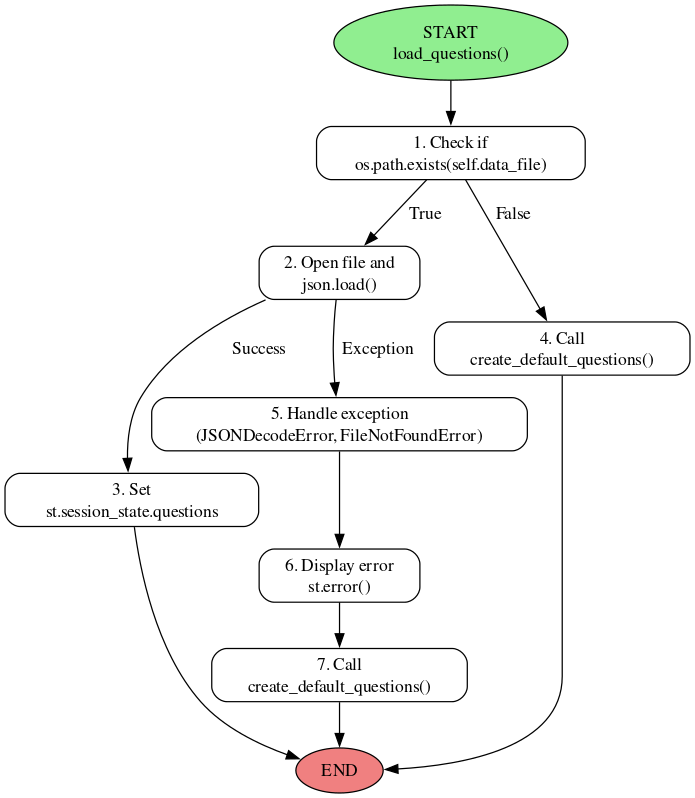 START
load_questions()
1. Check if
os.path.exists(self.data_file)
True
False
2. Open file and
json.load()
Success
Exception
4. Call
create_default_questions()
5. Handle exception
(JSONDecodeError, FileNotFoundError)
3. Set
st.session_state.questions
6. Display error
st.error()
7. Call
create_default_questions()
END